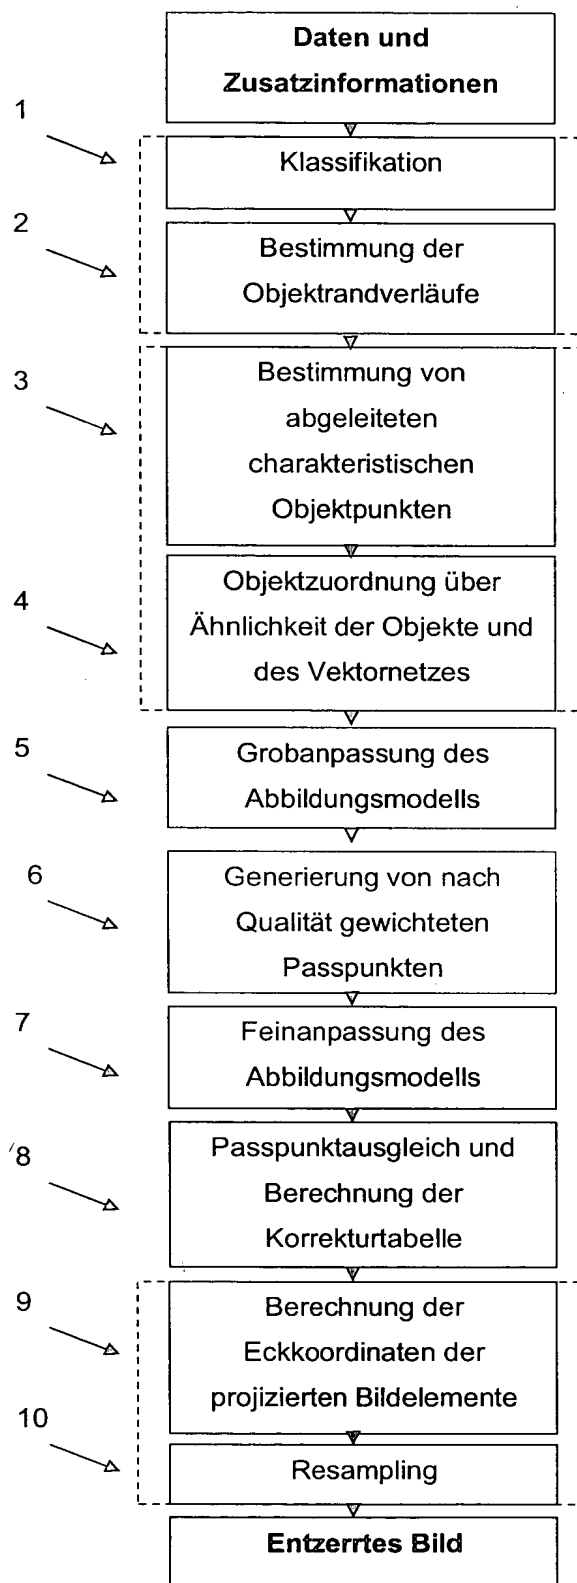 Daten und
Zusatzinformationen
1
Klassifikation
2
Bestimmung der
Objektrandverläufe
3
Bestimmung von
abgeleiteten
charakteristischen
Objektpunkten
4
Objektzuordnung über
Ähnlichkeit der Objekte und
des Vektornetzes
5
Grobanpassung des
Abbildungsmodells
6
Generierung von nach
Qualität gewichteten
Passpunkten
7
Feinanpassung des
Abbildungsmodells
8
Passpunktausgleich und
Berechnung der
Korrekturtabelle
9
Berechnung der
Eckkoordinaten der
projizierten Bildelemente
10
Resampling
Entzerrtes Bild